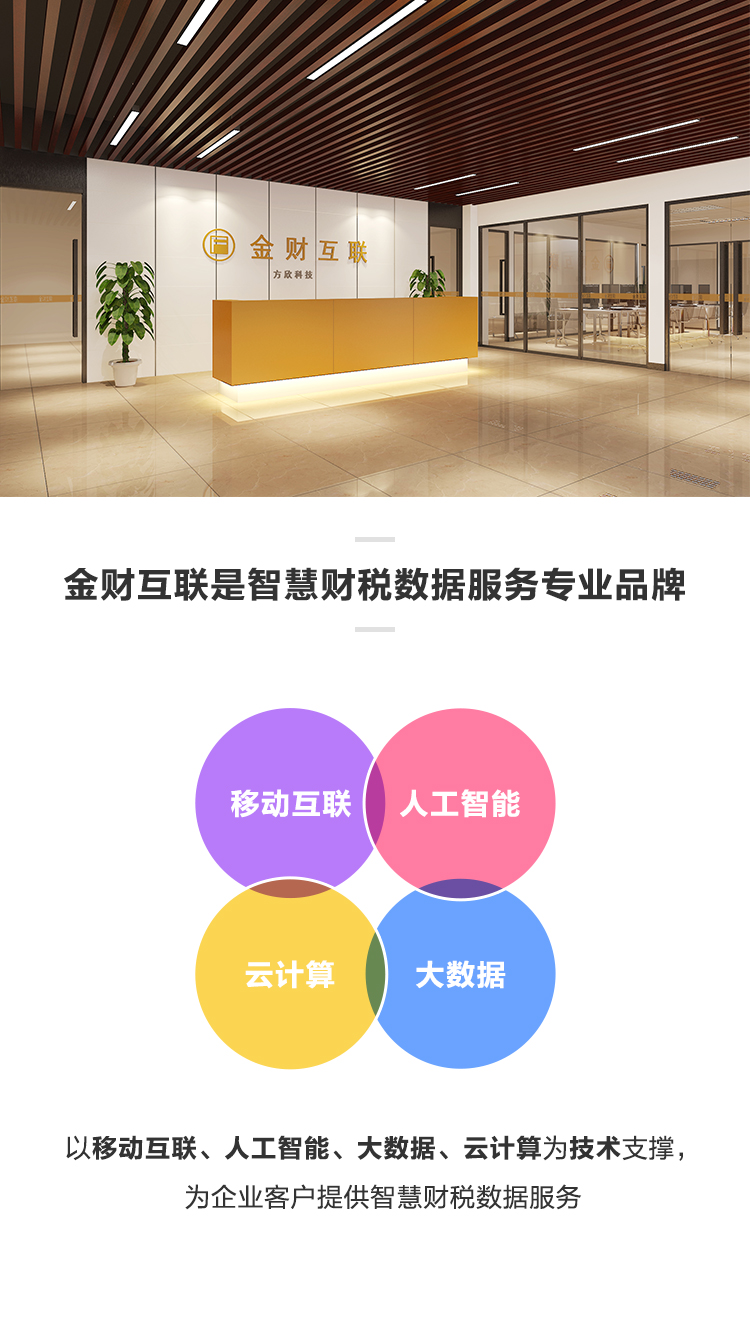 金财互联
方欣科技
金财互联是智慧财税数据服务专业品牌
移动互联
人工智能
云计算
大数据
以移动互联、人工智能、大数据、云计算为技术支撑，
为企业客户提供智慧财税数据服务